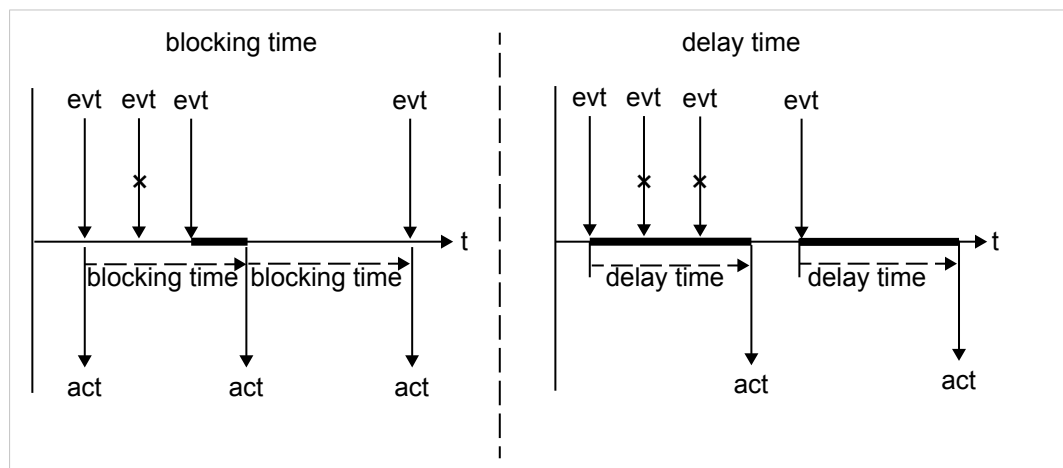 blocking time
evt evt evt evt
t
blocking time blocking time
act act act
delay time
evt evt evt evt
t
delay time delay time
act act